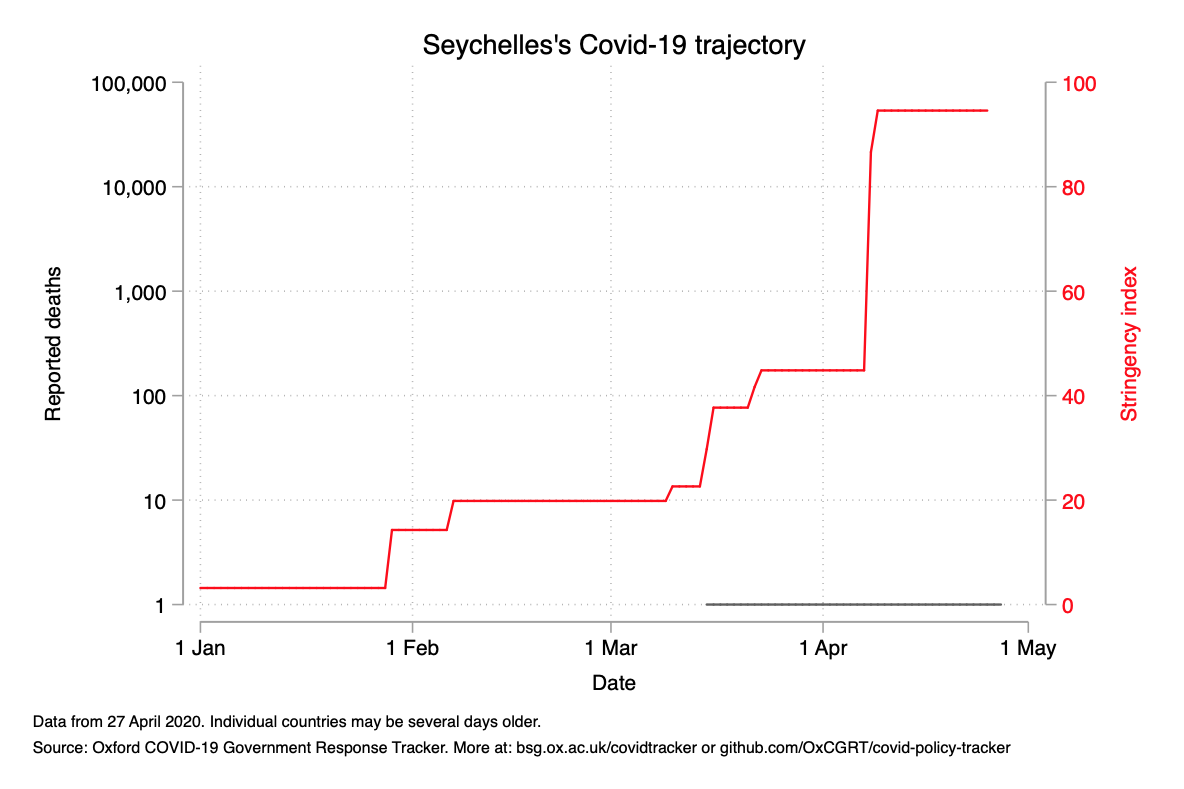 Seychelles's Covid-19 trajectory
100,000
10,000
1,000
100
10
1
Reported deaths
100
80
60
40
20
0
Stringency index
1 Jan
1 Feb
1 Mar
1 Apr
1 May
Date
Data from 27 April 2020. Individual countries may be several days older.
Source: Oxford COVID-19 Government Response Tracker. More at: bsg.ox.ac.uk/covidtracker or github.com/OxCGRT/covid-policy-tracker